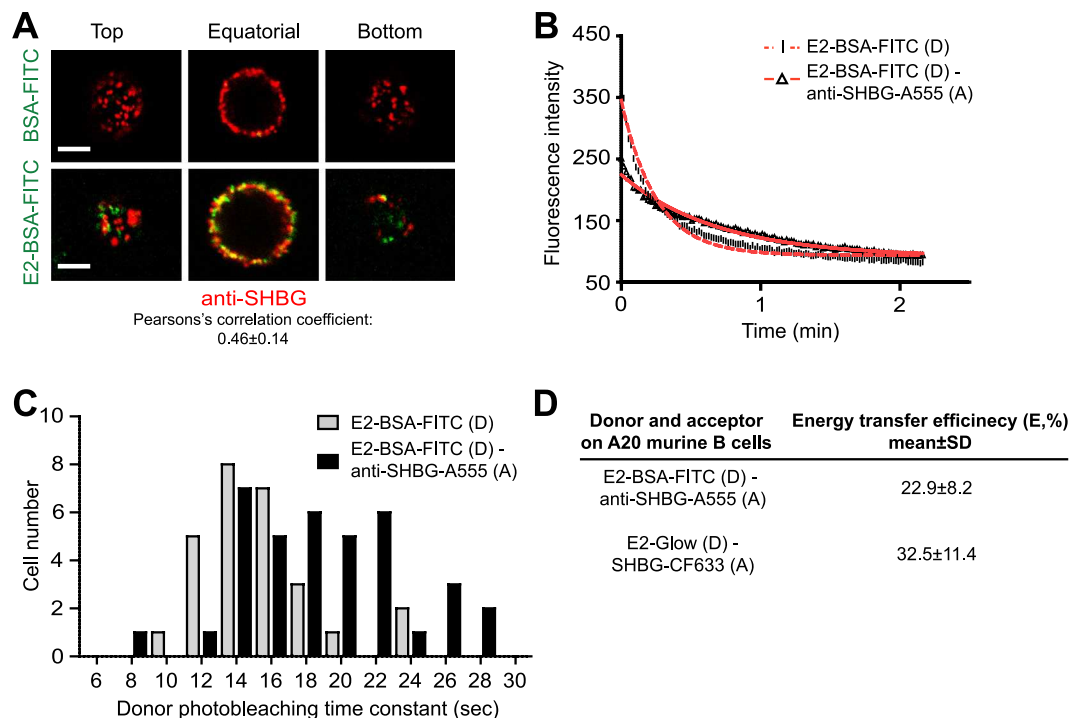 A
Top Equatorial Bottom
BSA-FITC
E2-BSA-FITC
anti-SHBG
Pearsons's correlation coefficient:
0.46±0.14
B
E2-BSA-FITC (D)
E2-BSA-FITC (D) -
anti-SHBG-A555 (A)
Fluorescence intensity
450
350
250
150
50
0 1 2
Time (min)
C
E2-BSA-FITC (D)
E2-BSA-FITC (D) -
anti-SHBG-A555 (A)
Cell number
10
8
6
4
2
0
6 8 10 12 14 16 18 20 22 24 26 28 30
Donor photobleaching time constant (sec)
D
Donor and acceptor
on A20 murine B cells
Energy transfer efficinecy (E,%)
mean±SD
E2-BSA-FITC (D) -
anti-SHBG-A555 (A)
22.9±8.2
E2-Glow (D) -
SHBG-CF633 (A)
32.5±11.4